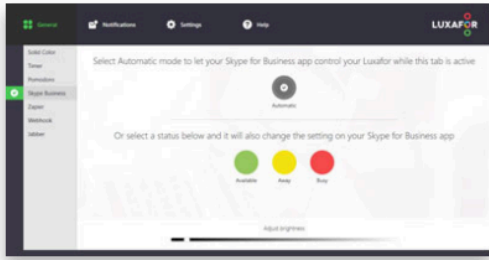 General
Notifications
Settings
Help
LUXAFOR
Solid Color
Timer
Pomodoro
Skype Business
Zapier
Webhook
Jabber
Select Automatic mode to let your Skype for Business app control your Luxafor while this tab is active
Automatic
Or select a status below and it will also change the setting on your Skype for Business app
Available
Away
Busy
Adjust brightness